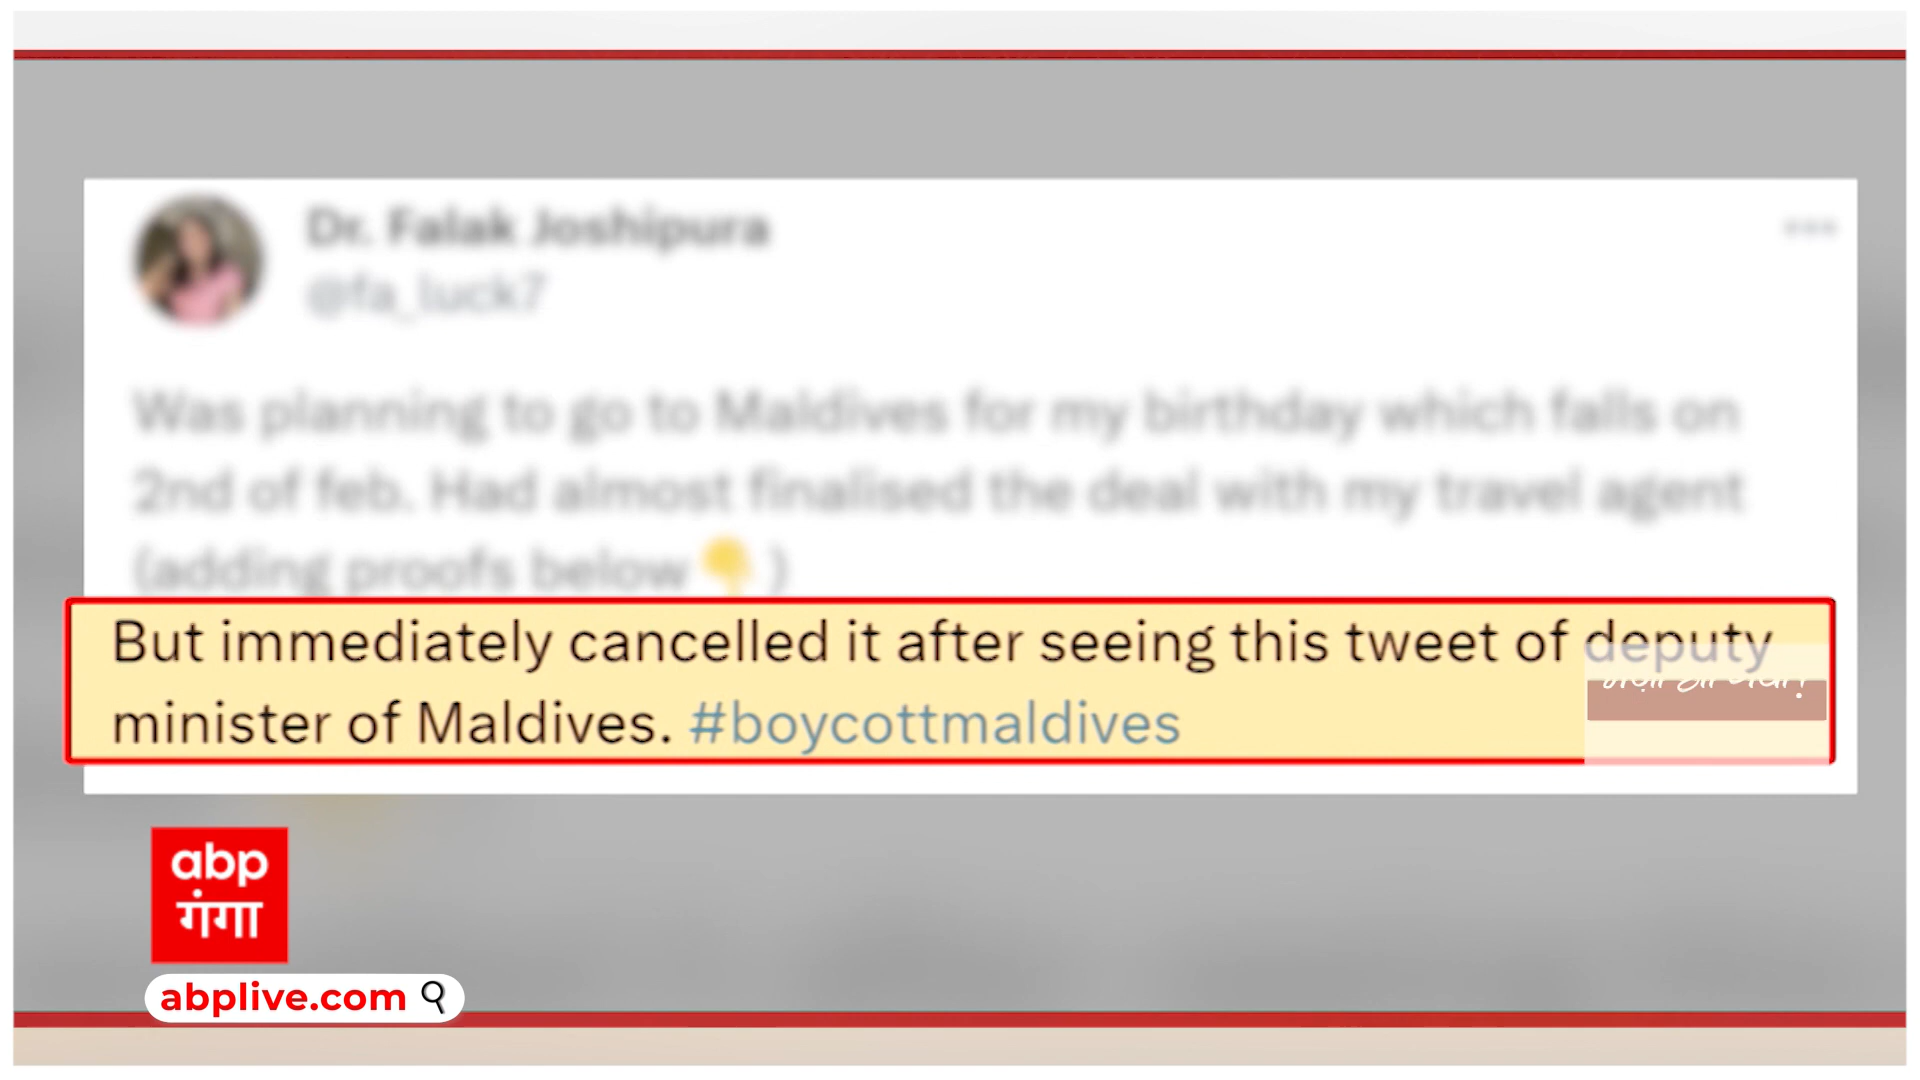 Dr. Falak Joshipura
@fa_luck7
Was planning to go to Maldives for my birthday which falls on
2nd of feb. Had almost finalised the deal with my travel agent
(adding proofs below 👇 )
But immediately cancelled it after seeing this tweet of deputy
minister of Maldives. #boycottmaldives
abp
गंगा
abplive.com